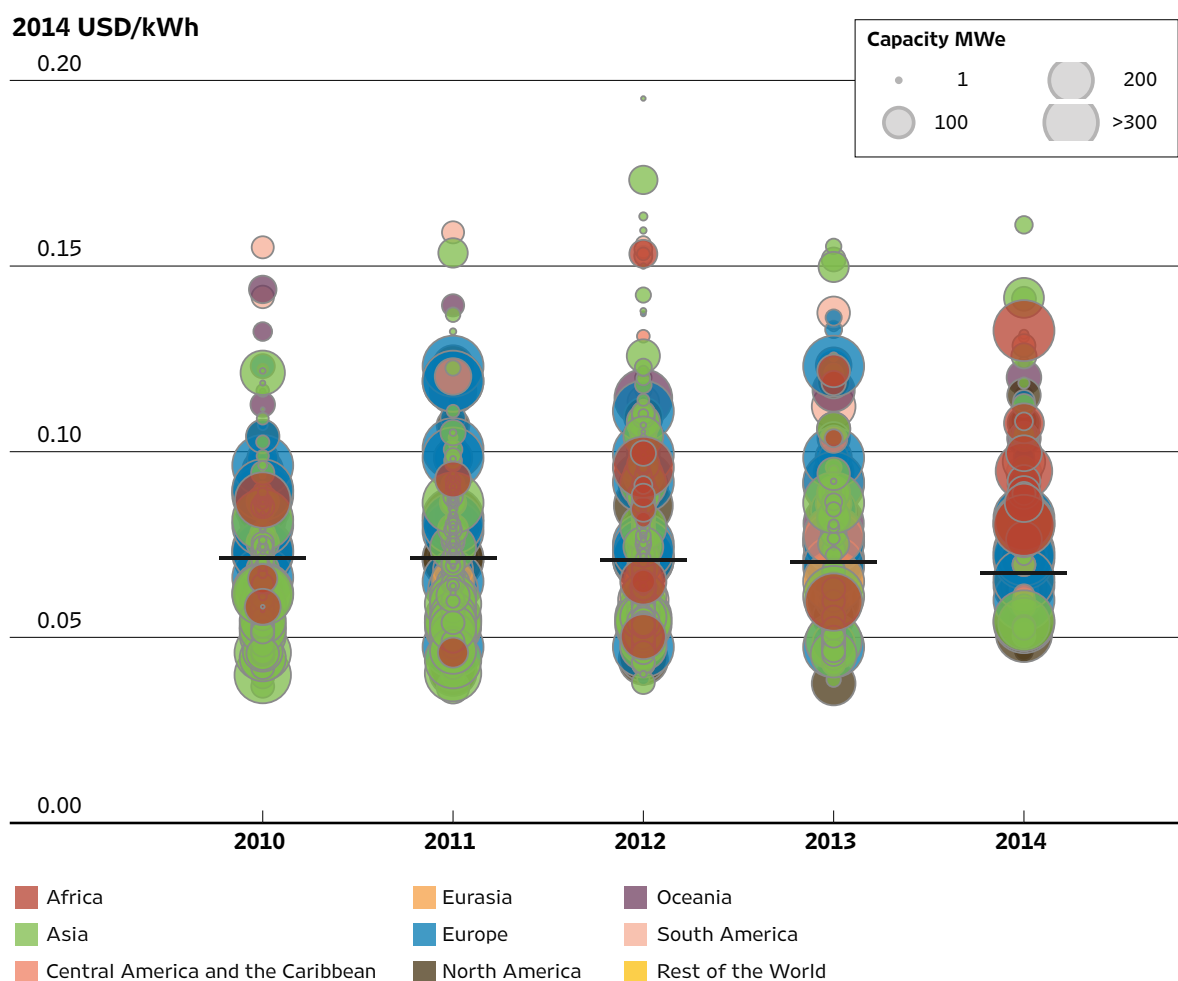 2014 USD/kWh
Capacity MWe
1 200
100 >300
0.20
0.15
0.10
0.05
0.00
2010 2011 2012 2013 2014
Africa Eurasia Oceania
Asia Europe South America
Central America and the Caribbean North America Rest of the World